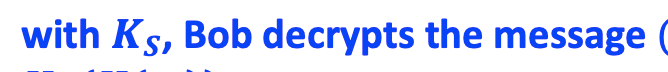 with K_S, Bob decrypts the message (